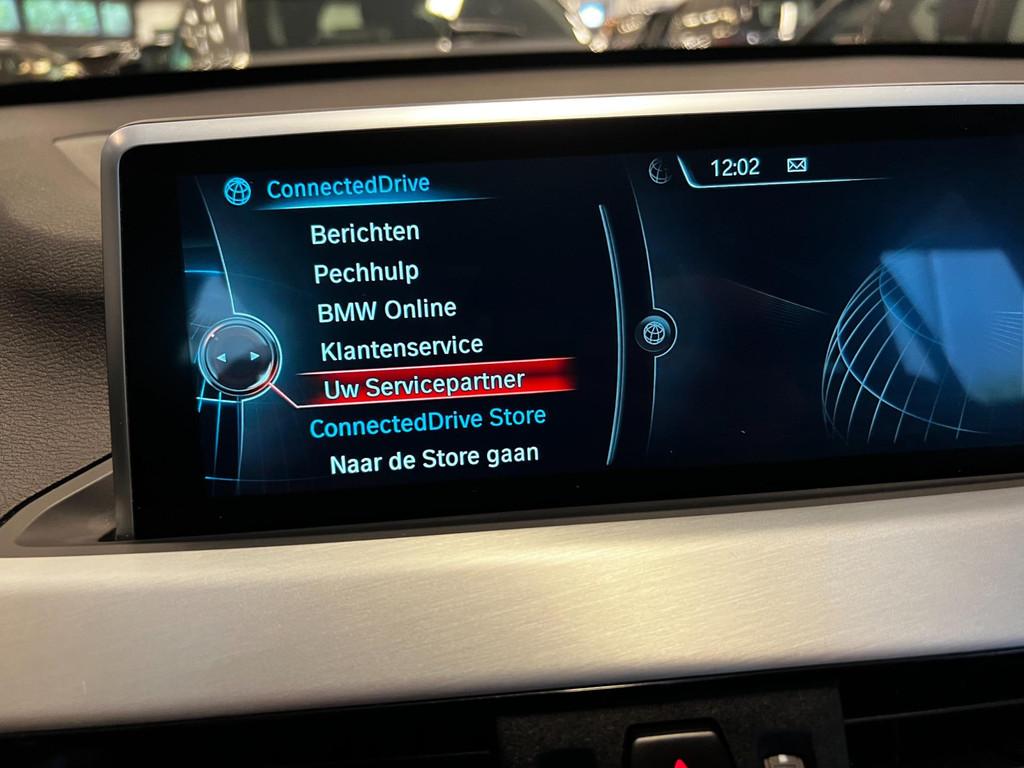 ConnectedDrive
12:02
Berichten
Pechhulp
BMW Online
Klantenservice
Uw Servicepartner
ConnectedDrive Store
Naar de Store gaan